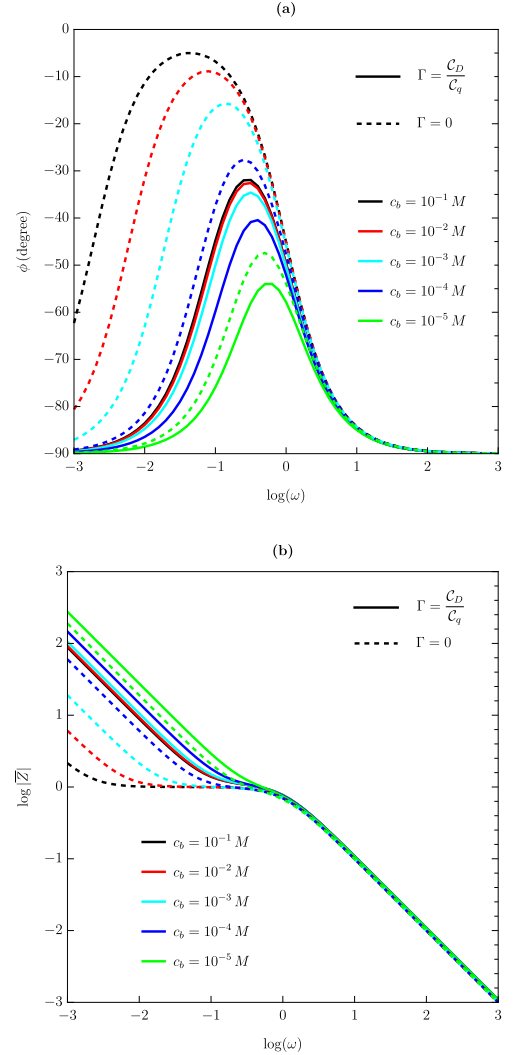 (a)
0
−10
−20
−30
−40
−50
−60
−70
−80
−90
ϕ (degree)
Γ = 𝒞_D / 𝒞_q
Γ = 0
c_b = 10^{−1} M
c_b = 10^{−2} M
c_b = 10^{−3} M
c_b = 10^{−4} M
c_b = 10^{−5} M
−3 −2 −1 0 1 2 3
log(ω)
(b)
3
2
1
0
−1
−2
−3
log |Z̅|
Γ = 𝒞_D / 𝒞_q
Γ = 0
c_b = 10^{−1} M
c_b = 10^{−2} M
c_b = 10^{−3} M
c_b = 10^{−4} M
c_b = 10^{−5} M
−3 −2 −1 0 1 2 3
log(ω)